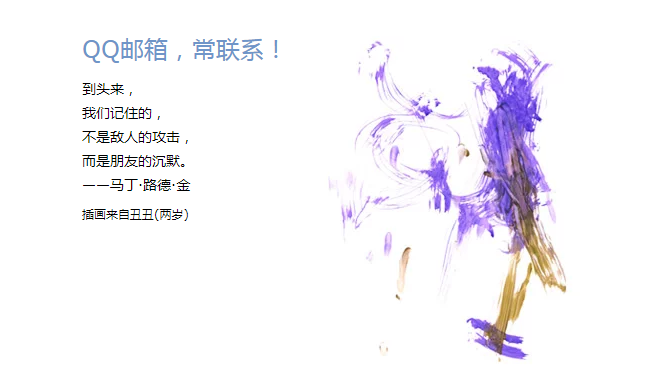 QQ邮箱，常联系！
到头来，
我们记住的，
不是敌人的攻击，
而是朋友的沉默。
——马丁·路德·金
插画来自丑丑(两岁)